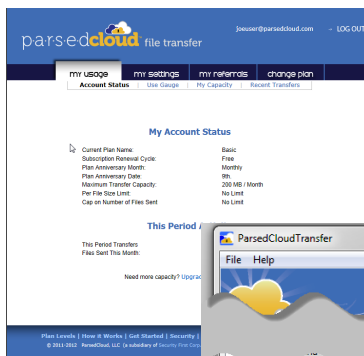 joeuser@parsedcloud.com → LOG OUT
parsedcloud file transfer
my usage my settings my referrals change plan
Account Status | Use Gauge | My Capacity | Recent Transfers
My Account Status
Current Plan Name: Basic
Subscription Renewal Cycle: Free
Plan Anniversary Month: Monthly
Plan Anniversary Date: 9th.
Maximum Transfer Capacity: 200 MB / Month
Per File Size Limit: No Limit
Cap on Number of Files Sent No Limit
This Period
This Period Transfers
Files Sent This Month:
Need more capacity?
ParsedCloudTransfer
File Help
Plan Levels | How it Works | Get Started | Security |
© 2011-2012 ParsedCloud, LLC (a subsidiary of Security First